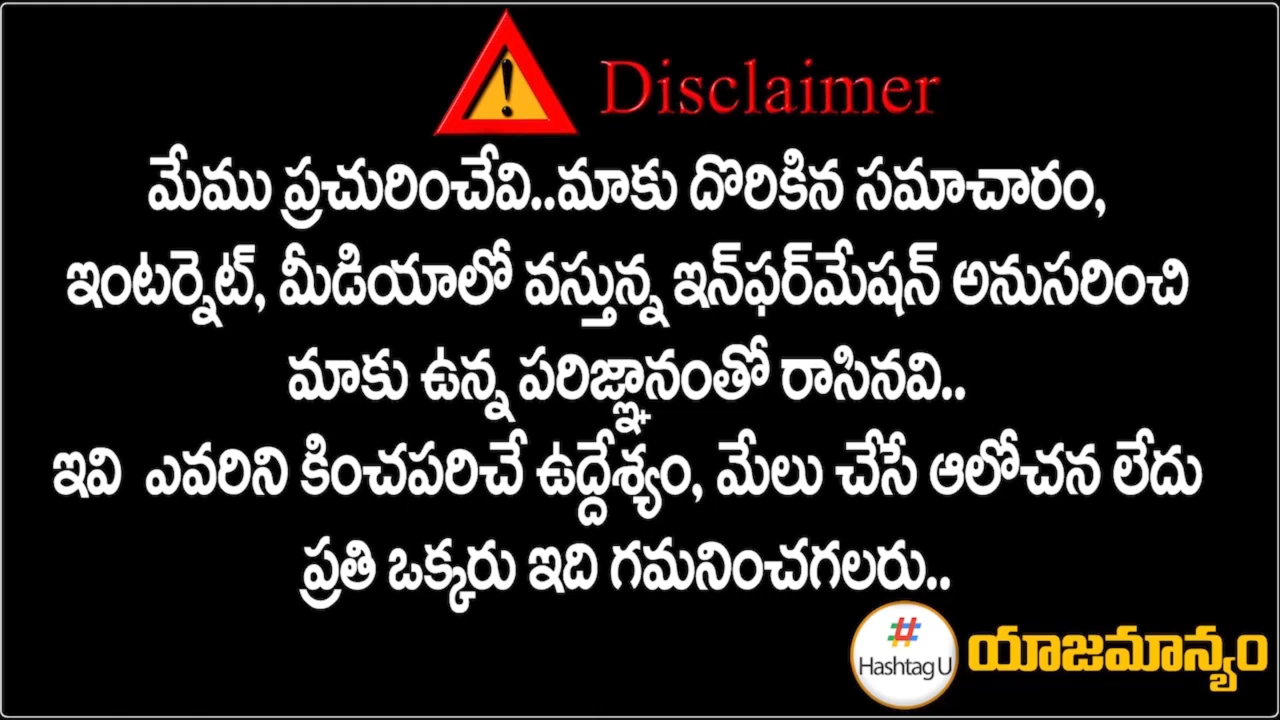 Disclaimer
మేము ప్రచురించేవి..మాకు దొరికిన సమాచారం,
ఇంటర్నెట్, మీడియాలో వస్తున్న ఇన్‌ఫర్‌మేషన్ అనుసరించి
మాకు ఉన్న పరిజ్ఞానంతో రాసినవి..
ఇవి ఎవరిని కించపరిచే ఉద్దేశ్యం, మేలు చేసే ఆలోచన లేదు
ప్రతి ఒక్కరు ఇది గమనించగలరు..
# Hashtag U యాజమాన్యం